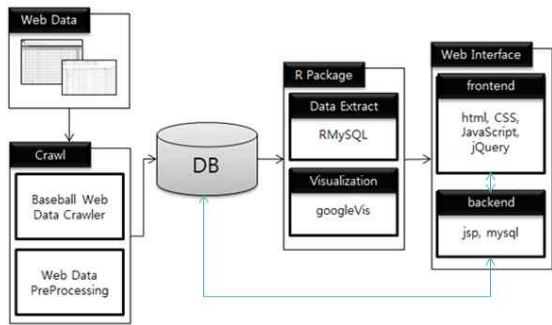 Web Data
Crawl
Baseball Web
Data Crawler
Web Data
PreProcessing
DB
R Package
Data Extract
RMySQL
Visualization
googleVis
Web Interface
frontend
html, CSS,
JavaScript,
jQuery
backend
jsp, mysql